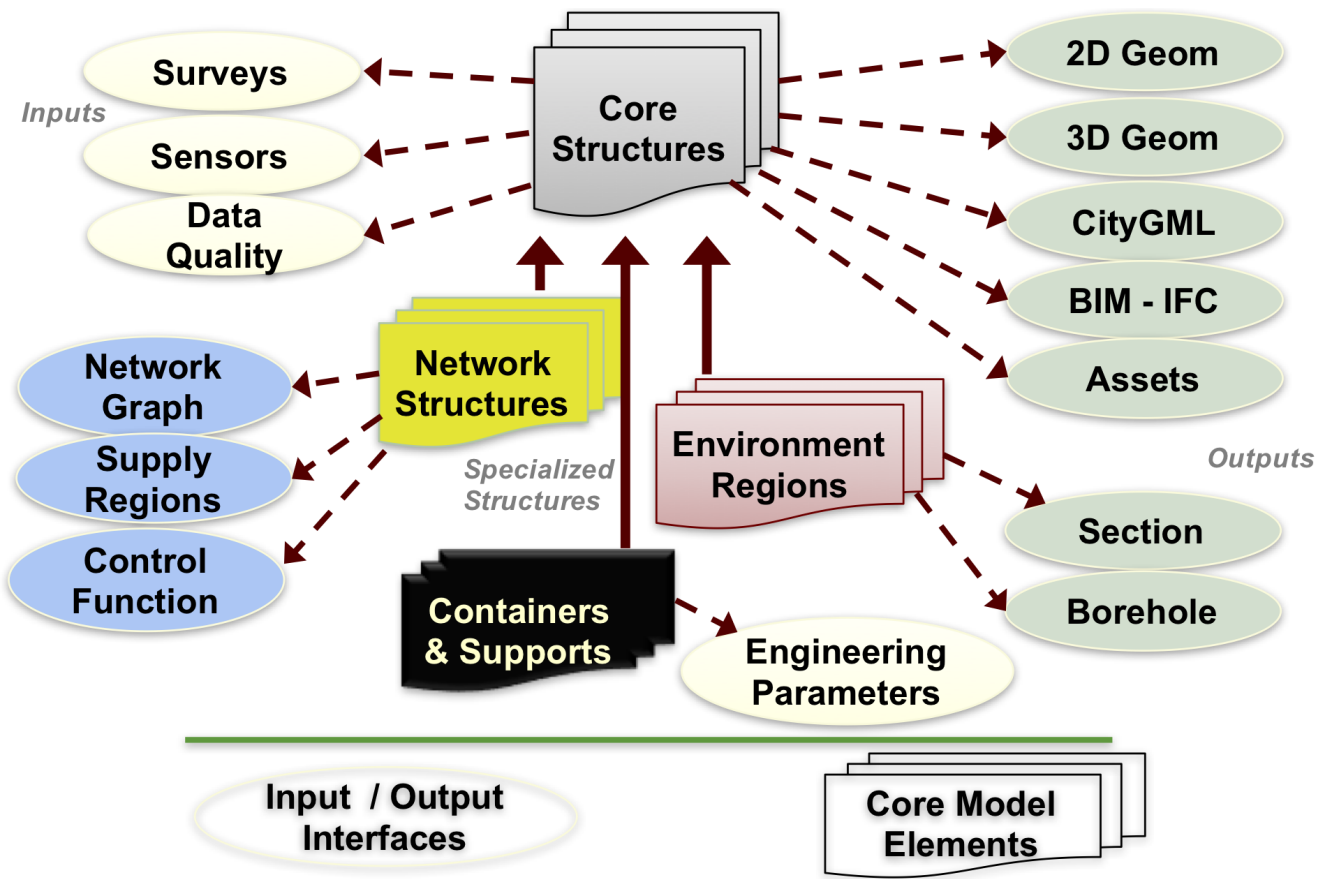 Surveys
Inputs
Sensors
Data
Quality
Core
Structures
2D Geom
3D Geom
CityGML
BIM - IFC
Assets
Network
Graph
Supply
Regions
Control
Function
Network
Structures
Specialized
Structures
Environment
Regions
Outputs
Section
Borehole
Containers
& Supports
Engineering
Parameters
Input / Output
Interfaces
Core Model
Elements